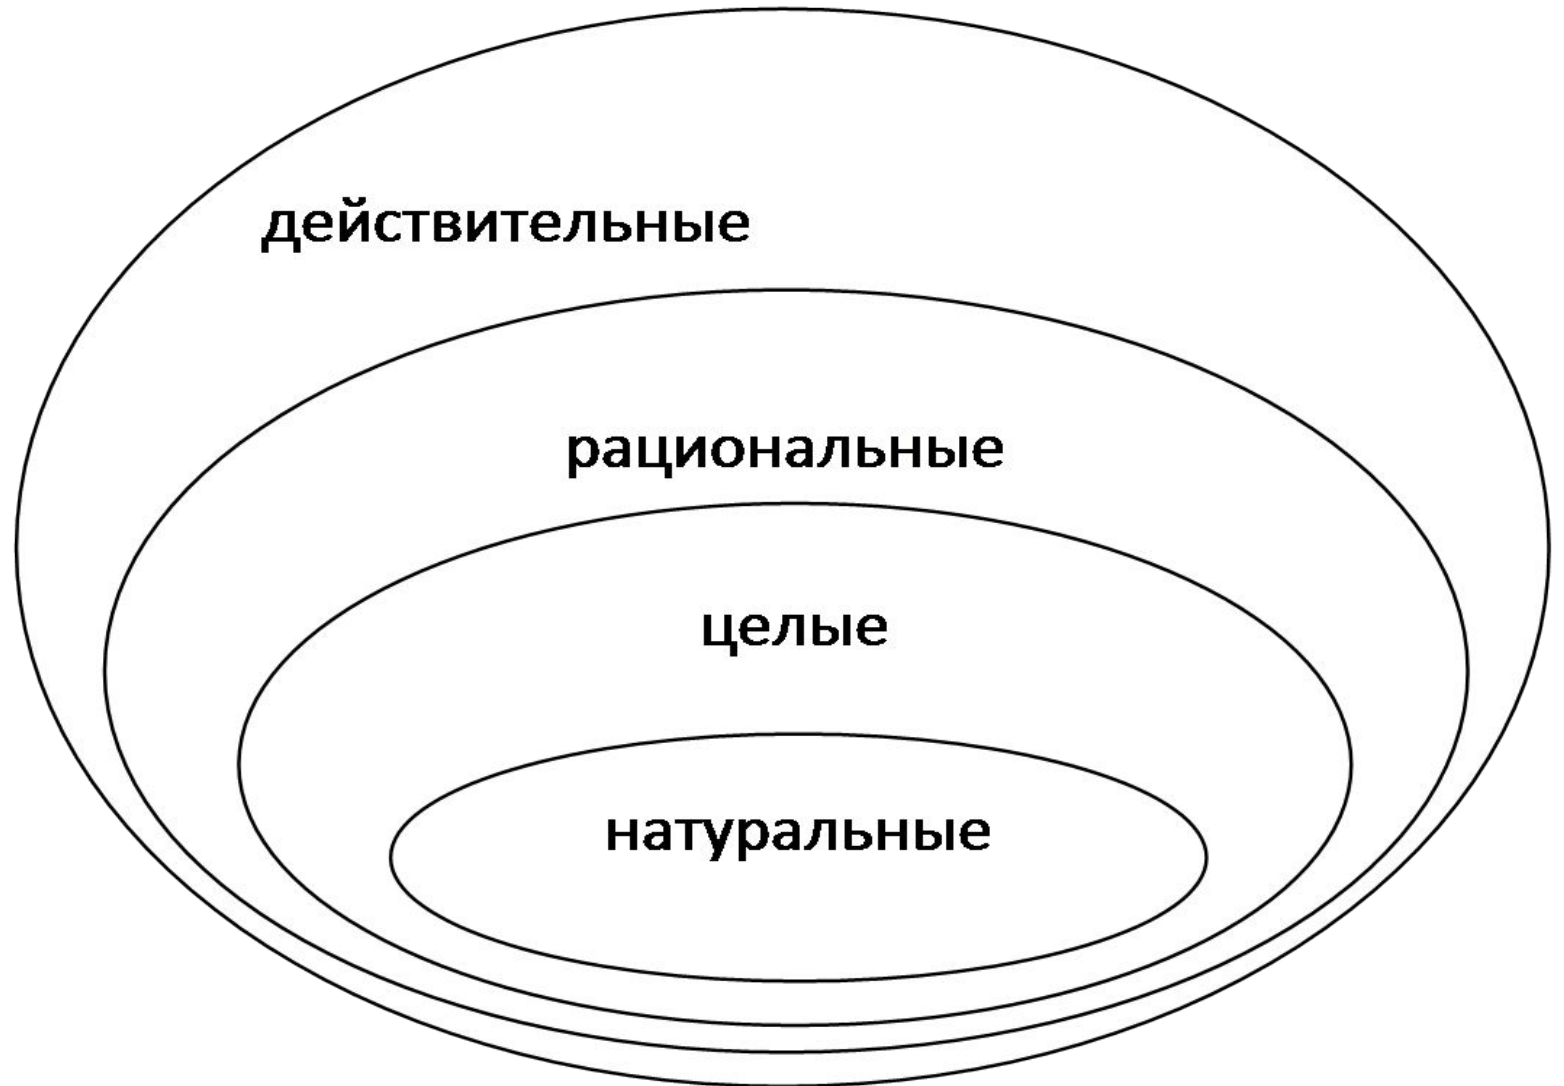 действительные
рациональные
целые
натуральные